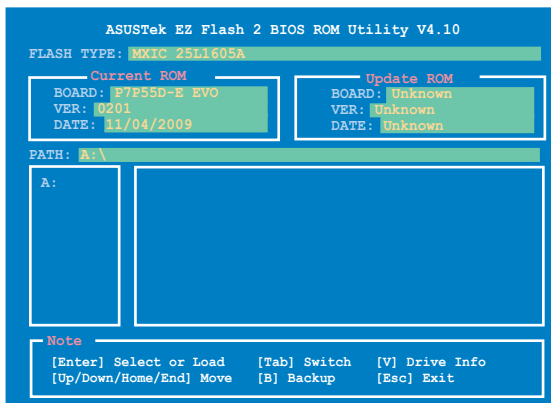 ASUSTek EZ Flash 2 BIOS ROM Utility V4.10
FLASH TYPE: MXIC 25L1605A
Current ROM
BOARD: P7P55D-E EVO
VER: 0201
DATE: 11/04/2009
Update ROM
BOARD: Unknown
VER: Unknown
DATE: Unknown
PATH: A:\
A:
Note
[Enter] Select or Load [Tab] Switch [V] Drive Info
[Up/Down/Home/End] Move [B] Backup [Esc] Exit